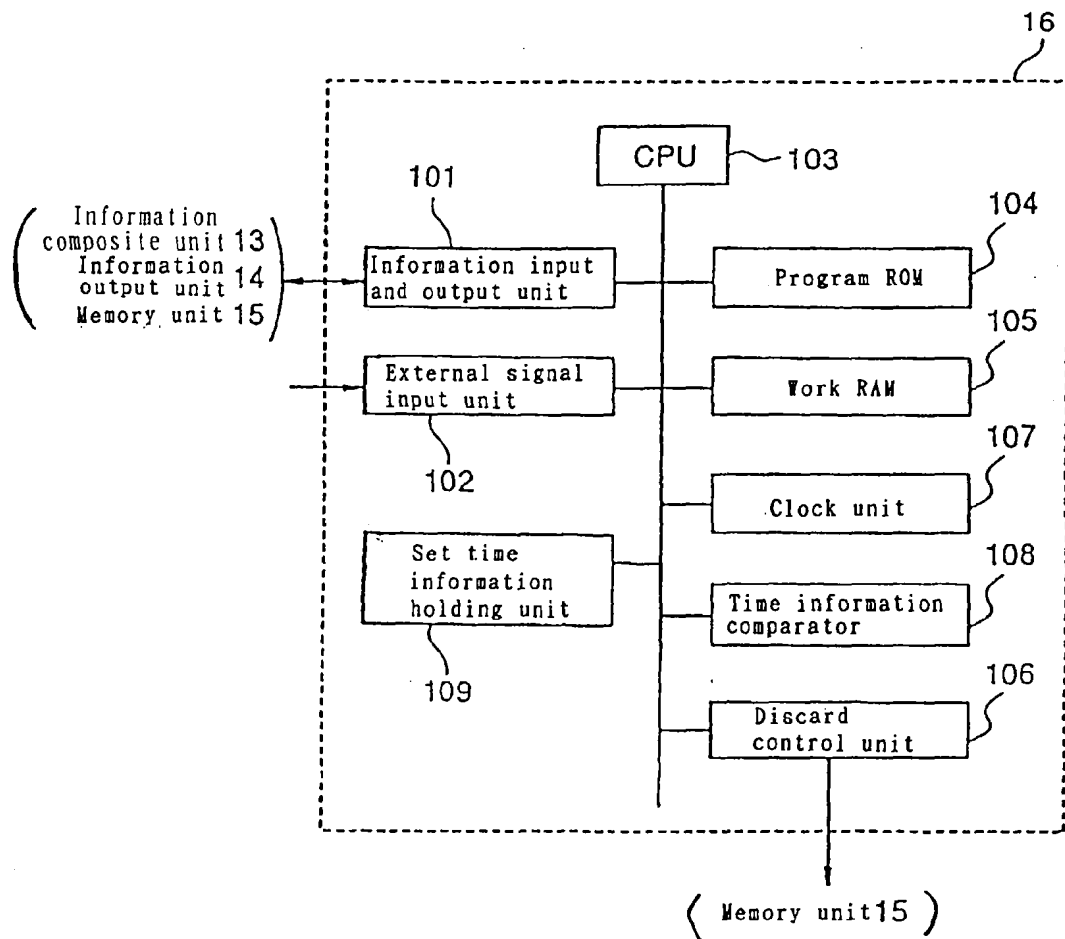 16
CPU
103
101
Information
composite unit 13
Information
output unit 14
Memory unit 15
Information input
and output unit
104
Program ROM
105
External signal
input unit
Work RAM
102
107
Clock unit
Set time
information
holding unit
108
Time information
comparator
109
106
Discard
control unit
Memory unit 15